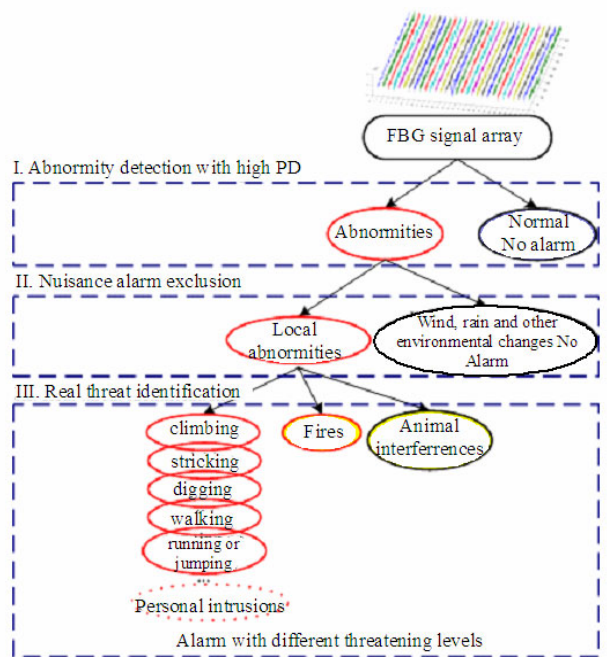 FBG signal array
I. Abnormity detection with high PD
Abnormities
Normal
No alarm
II. Nuisance alarm exclusion
Local
abnormities
Wind, rain and other
environmental changes No
Alarm
III. Real threat identification
climbing
stricking
digging
walking
running or
jumping
...
Personal intrusions
Fires
Animal
interferrences
Alarm with different threatening levels